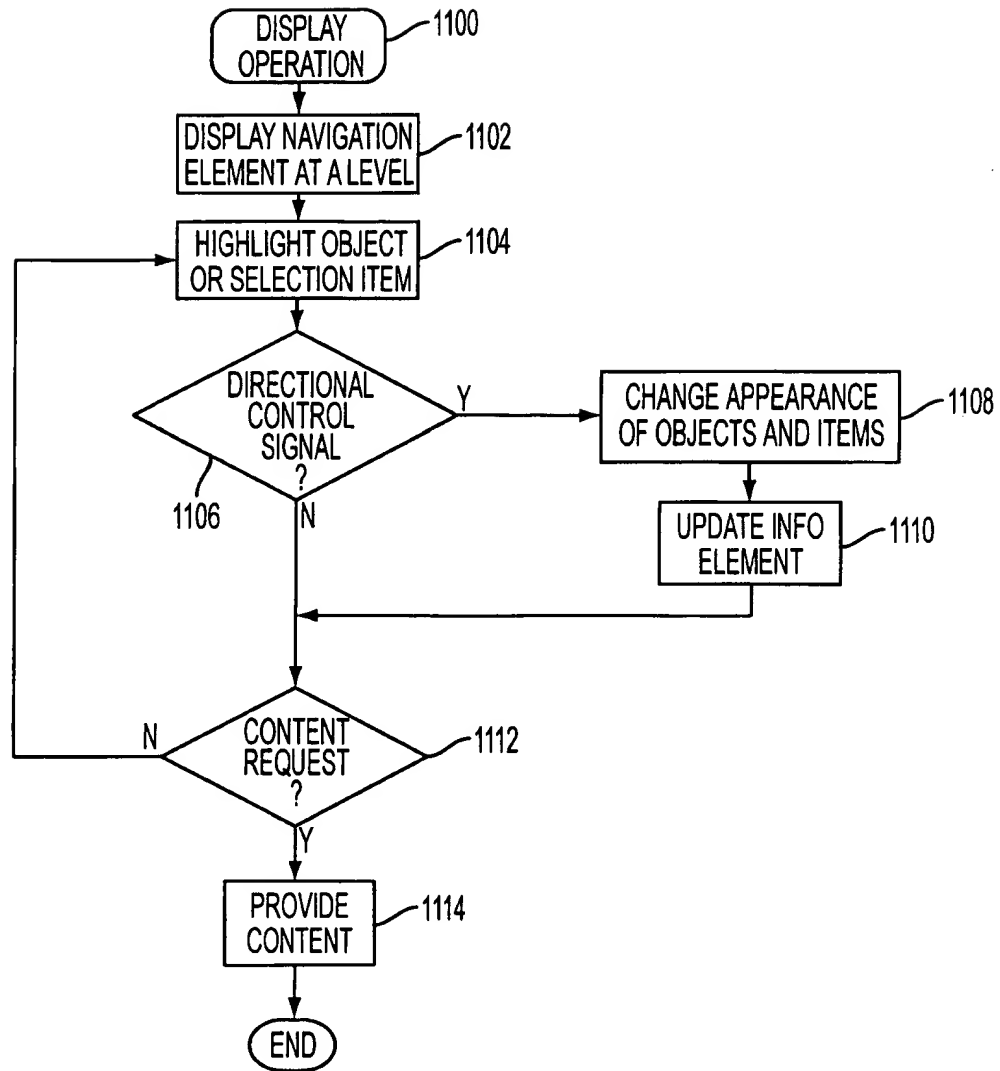 DISPLAY
OPERATION
1100
DISPLAY NAVIGATION
ELEMENT AT A LEVEL
1102
HIGHLIGHT OBJECT
OR SELECTION ITEM
1104
DIRECTIONAL
CONTROL
SIGNAL
?
1106
Y
N
CHANGE APPEARANCE
OF OBJECTS AND ITEMS
1108
UPDATE INFO
ELEMENT
1110
CONTENT
REQUEST
?
1112
N
Y
PROVIDE
CONTENT
1114
END